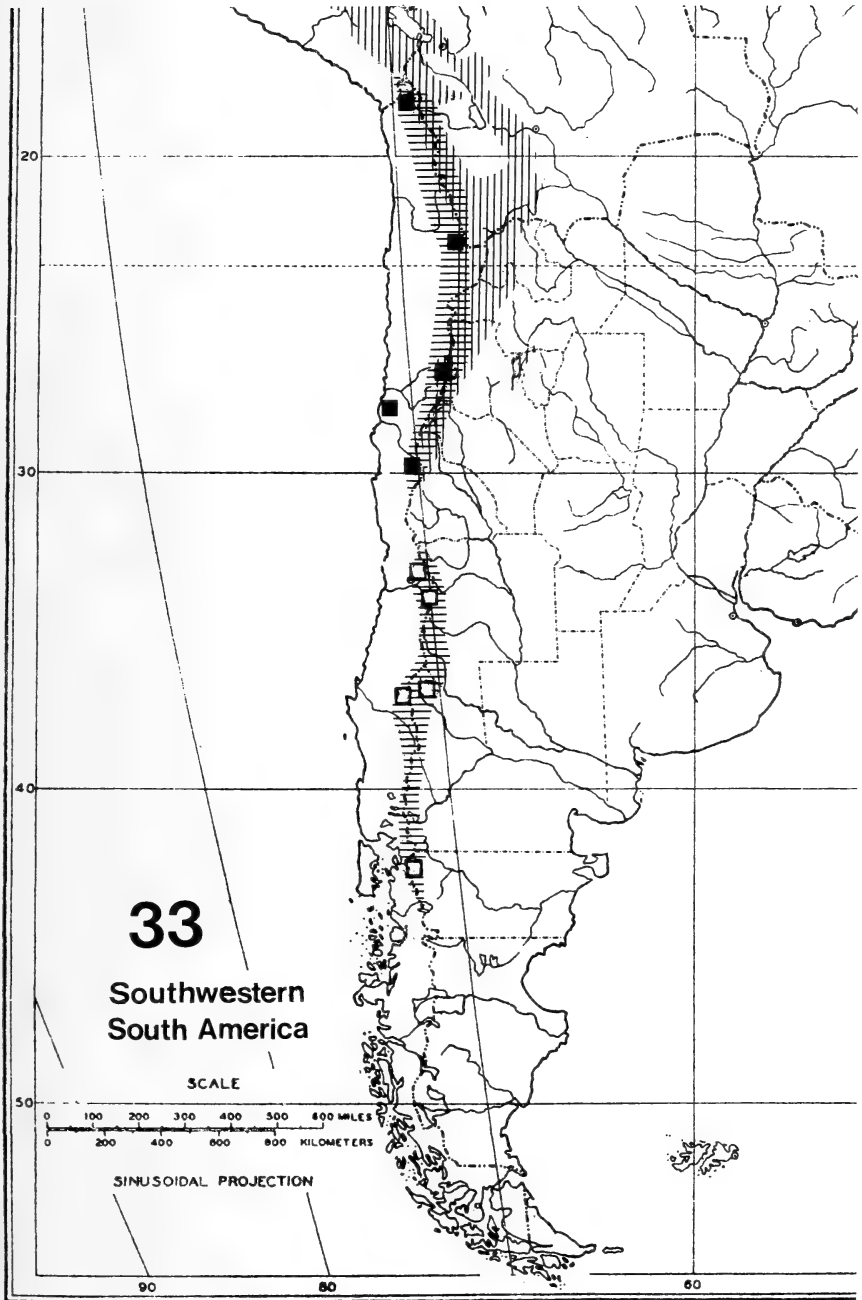 20
30
40
33
Southwestern
South America
SCALE
50
0 100 200 300 400 500 600 MILES
0 200 400 600 800 KILOMETERS
SINUSOIDAL PROJECTION
90 80 60